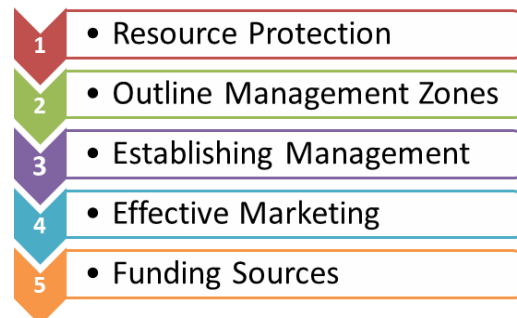 1 • Resource Protection
2 • Outline Management Zones
3 • Establishing Management
4 • Effective Marketing
5 • Funding Sources